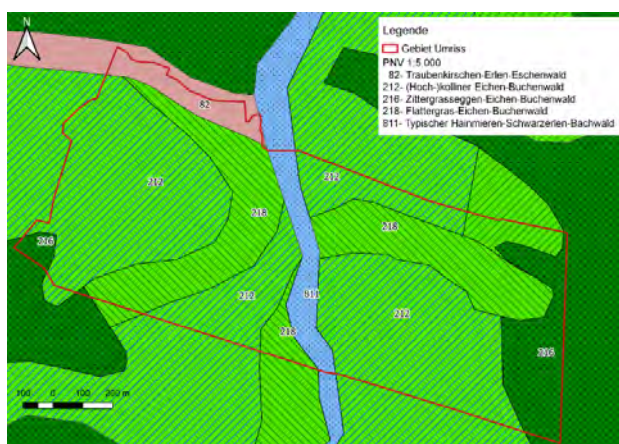 N
Legende
Gebiet Umriss
PNV 1:5 000
82- Traubenkirschen-Erlen-Eschenwald
212- (Hoch-)kolliner Eichen-Buchenwald
216- Zittergrasseggen-Eichen-Buchenwald
218- Flattergras-Eichen-Buchenwald
811- Typischer Hainmieren-Schwarzerlen-Bachwald
82
212
212
218
218
216
212
811
212
218
216
100 0 100 200 m